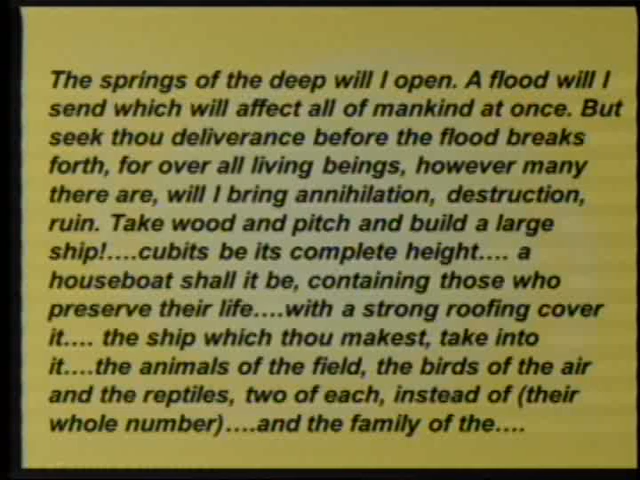 The springs of the deep will I open. A flood will I
send which will affect all of mankind at once. But
seek thou deliverance before the flood breaks
forth, for over all living beings, however many
there are, will I bring annihilation, destruction,
ruin. Take wood and pitch and build a large
ship!....cubits be its complete height.... a
houseboat shall it be, containing those who
preserve their life....with a strong roofing cover
it.... the ship which thou makest, take into
it....the animals of the field, the birds of the air
and the reptiles, two of each, instead of (their
whole number)....and the family of the....